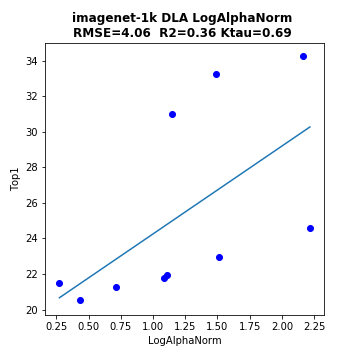 imagenet-1k DLA LogAlphaNorm
RMSE=4.06 R2=0.36 Ktau=0.69
34
32
30
28
26
24
22
20
Top1
0.25 0.50 0.75 1.00 1.25 1.50 1.75 2.00 2.25
LogAlphaNorm